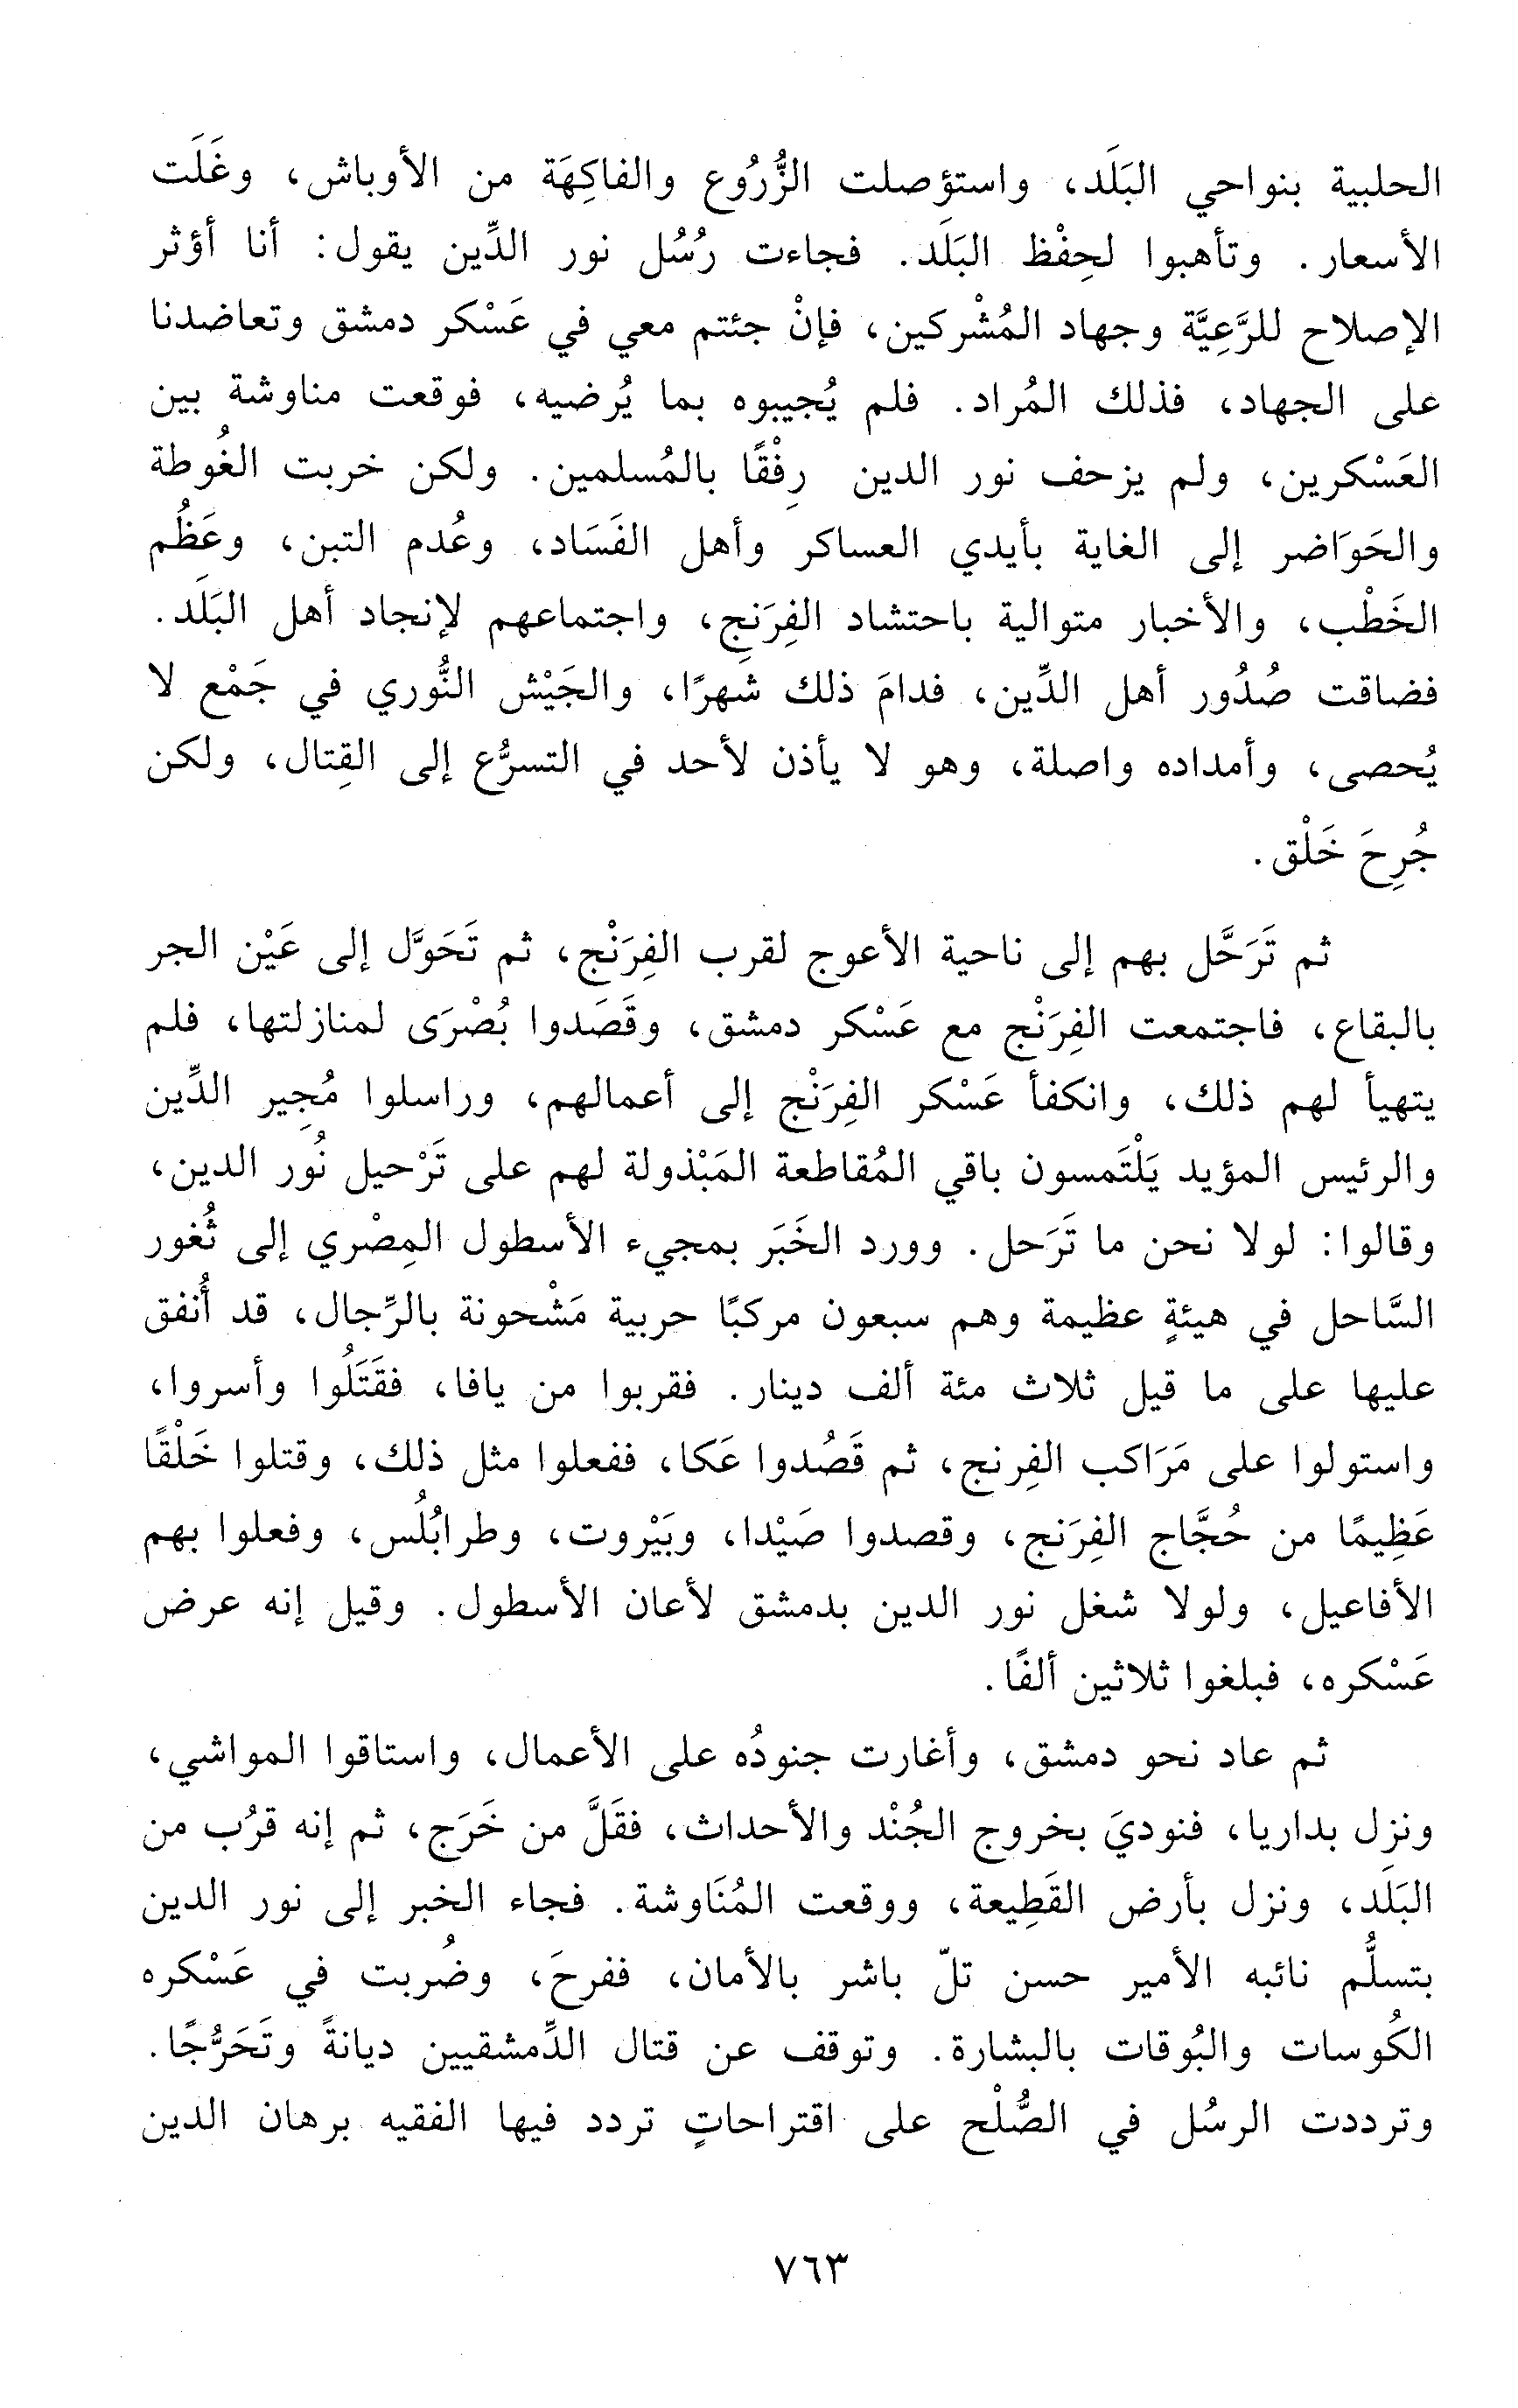 الحلبية بنواحي البَلَد، واستؤصلت الزُّرُوع والفاكِهَة من الأوباش، وغَلَت
الأسعار. وتأهبوا لحِفْظ البَلَد. فجاءت رُسُل نور الدِّين يقول: أنا أؤثر
الإصلاح للرَّعِيَّة وجهاد المُشْركين، فإنْ جئتم معي في عَسْكر دمشق وتعاضدنا
على الجهاد، فذلك المُراد. فلم يُجيبوه بما يُرضيه، فوقعت مناوشة بين
العَسْكرين، ولم يزحف نور الدين رِفْقًا بالمُسلمين. ولكن خربت الغُوطة
والحَوَاضر إلى الغاية بأيدي العساكر وأهل الفَسَاد، وعُدم التبن، وعَظُم
الخَطْب، والأخبار متوالية باحتشاد الفِرَنجِ، واجتماعهم لإنجاد أهل البَلَد.
فضاقت صُدُور أهل الدِّين، فدامَ ذلك شهرًا، والجَيْش النُّوري في جَمْع لا
يُحصى، وأمداده واصلة، وهو لا يأذن لأحد في التسرُّع إلى القِتال، ولكن
جُرِحَ خَلْق.
ثم تَرَحَّل بهم إلى ناحية الأعوج لقرب الفِرَنْج، ثم تَحَوَّل إلى عَيْن الجر
بالبقاع، فاجتمعت الفِرَنْج مع عَسْكر دمشق، وقَصَدوا بُصْرَى لمنازلتها، فلم
يتهيأ لهم ذلك، وانكفأ عَسْكر الفِرَنْج إلى أعمالهم، وراسلوا مُجِير الدِّين
والرئيس المؤيد يَلْتَمسون باقي المُقاطعة المَبْذولة لهم على تَرْحيل نُور الدين،
وقالوا: لولا نحن ما تَرَحل. وورد الخَبَر بمجيء الأسطول المِصْري إلى ثُغور
السَّاحل في هيئةٍ عظيمة وهم سبعون مركبًا حربية مَشْحونة بالرِّجال، قد أُنفق
عليها على ما قيل ثلاث مئة ألف دينار. فقربوا من يافا، فقَتَلُوا وأسروا،
واستولوا على مَرَاكب الفِرنج، ثم قَصُدوا عَكا، ففعلوا مثل ذلك، وقتلوا خَلْقًا
عَظِيمًا من حُجَّاج الفِرَنج، وقصدوا صَيْدا، وبَيْروت، وطرابُلُس، وفعلوا بهم
الأفاعيل، ولولا شغل نور الدين بدمشق لأعان الأسطول. وقيل إنه عرض
عَسْكره، فبلغوا ثلاثين ألفًا.
ثم عاد نحو دمشق، وأغارت جنودُه على الأعمال، واستاقوا المواشي،
ونزل بداريا، فنوديَ بخروج الجُنْد والأحداث، فقَلَّ من خَرَج، ثم إنه قرُب من
البَلَد، ونزل بأرض القَطِيعة، ووقعت المُنَاوشة. فجاء الخبر إلى نور الدين
بتسلُّم نائبه الأمير حسن تلّ باشر بالأمان، ففرحَ، وضُربت في عَسْكره
الكُوسات والبُوقات بالبشارة. وتوقف عن قتال الدِّمشقيين ديانةً وتَحَرُّجًا.
وترددت الرسُل في الصُّلْح على اقتراحاتٍ تردد فيها الفقيه برهان الدين
٧٦٣